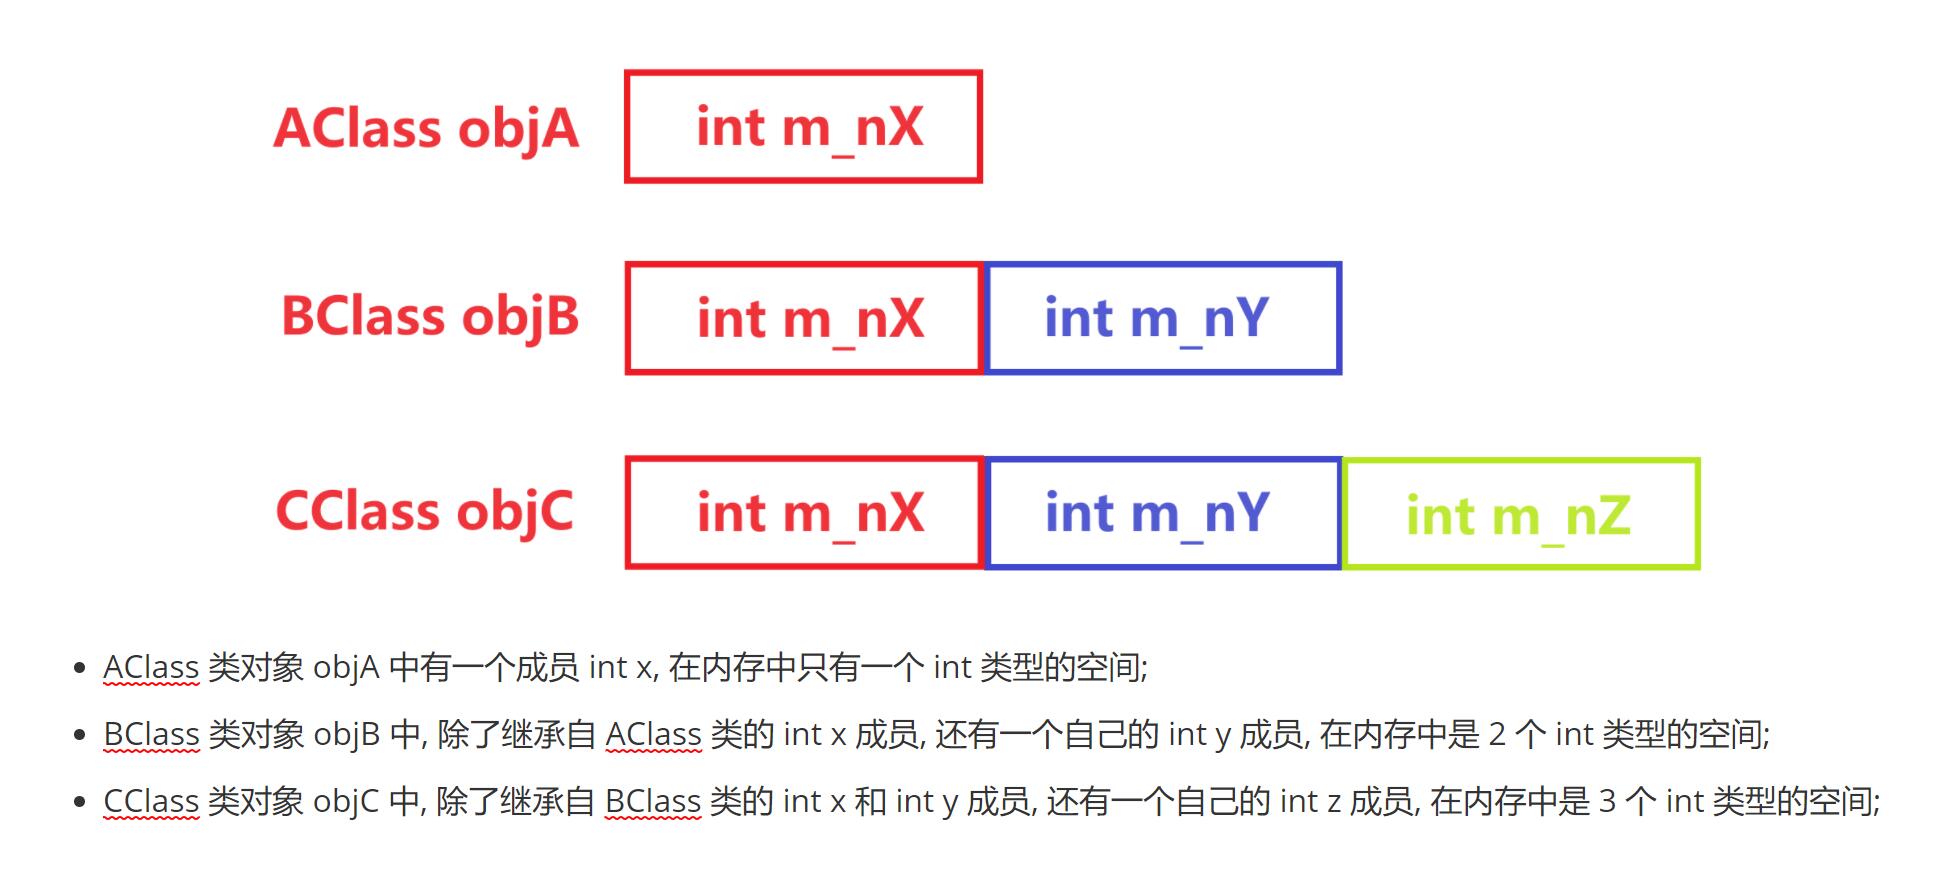 AClass objA int m_nX
BClass objB int m_nX int m_nY
CClass objC int m_nX int m_nY int m_nZ
AClass 类对象 objA 中有一个成员 int x, 在内存中只有一个 int 类型的空间;
BClass 类对象 objB 中, 除了继承自 AClass 类的 int x 成员, 还有一个自己的 int y 成员, 在内存中是 2 个 int 类型的空间;
CClass 类对象 objC 中, 除了继承自 BClass 类的 int x 和 int y 成员, 还有一个自己的 int z 成员, 在内存中是 3 个 int 类型的空间;